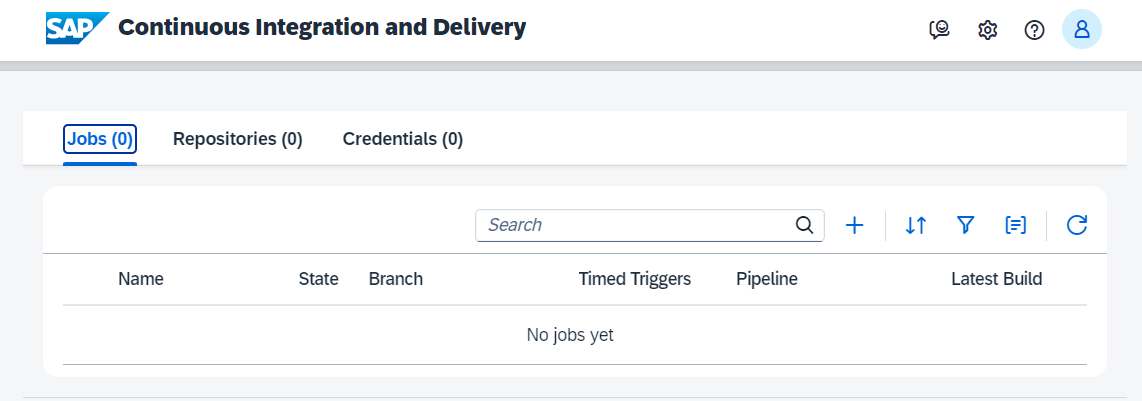 SAP Continuous Integration and Delivery
Jobs (0) Repositories (0) Credentials (0)
Search
Name State Branch Timed Triggers Pipeline Latest Build
No jobs yet